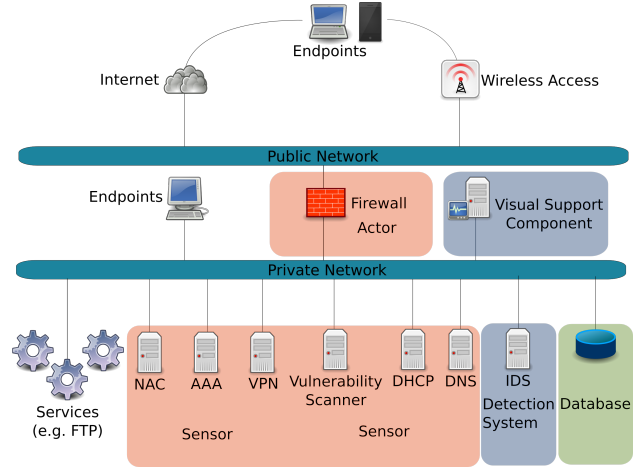 Endpoints
Internet
Wireless Access
Public Network
Endpoints
Firewall
Actor
Visual Support
Component
Private Network
Services
(e.g. FTP)
NAC
AAA
VPN
Vulnerability
Scanner
DHCP
DNS
IDS
Sensor
Sensor
Detection
System
Database